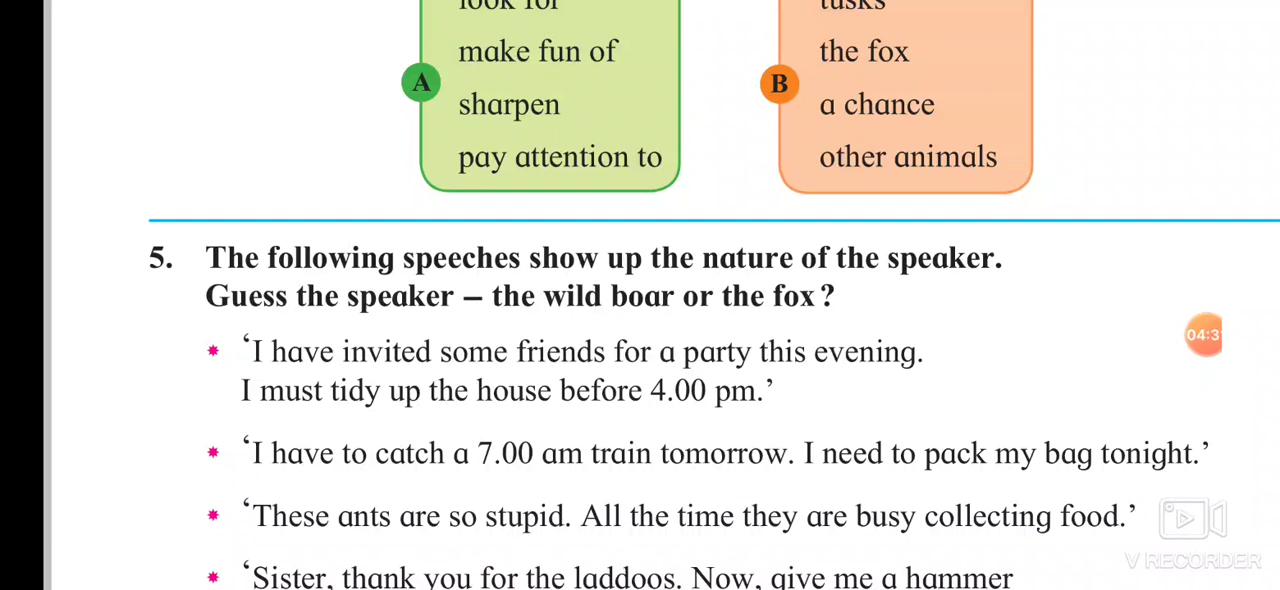 look for
make fun of
sharpen
pay attention to
A
tusks
the fox
a chance
other animals
B
5. The following speeches show up the nature of the speaker.
Guess the speaker – the wild boar or the fox?
‘I have invited some friends for a party this evening.
I must tidy up the house before 4.00 pm.’
‘I have to catch a 7.00 am train tomorrow. I need to pack my bag tonight.’
‘These ants are so stupid. All the time they are busy collecting food.’
‘Sister, thank you for the laddoos. Now, give me a hammer
V RECORDER